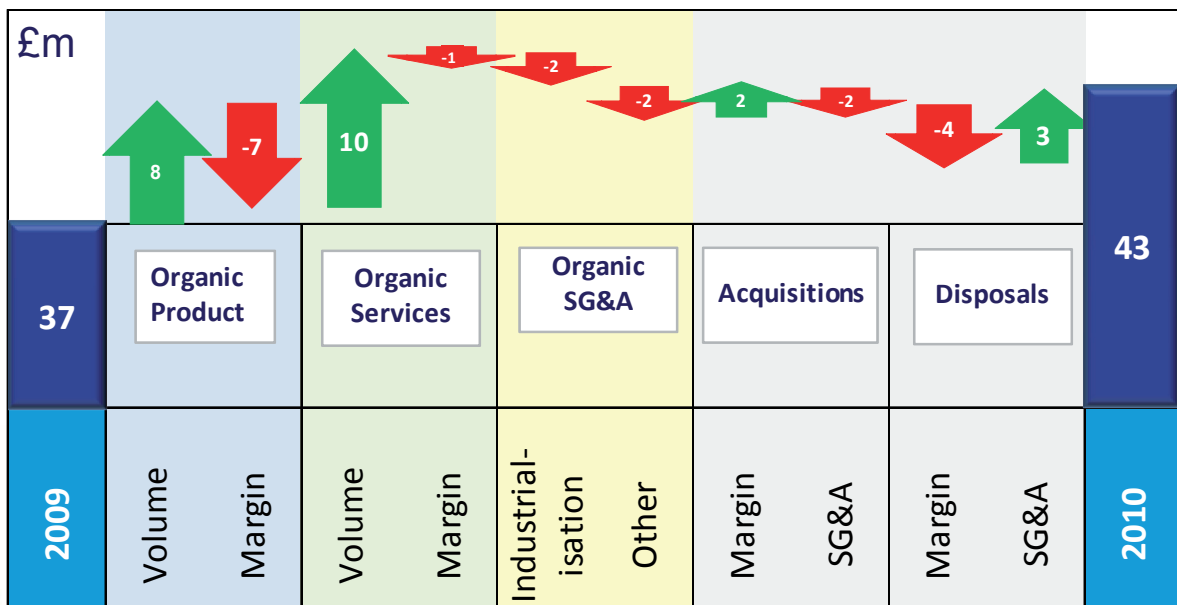 £m
8
-7
10
-1
-2
-2
2
-2
-4
3
37
Organic
Product
Organic
Services
Organic
SG&A
Acquisitions
Disposals
43
2009
Volume
Margin
Volume
Margin
Industrial-
isation
Other
Margin
SG&A
Margin
SG&A
2010